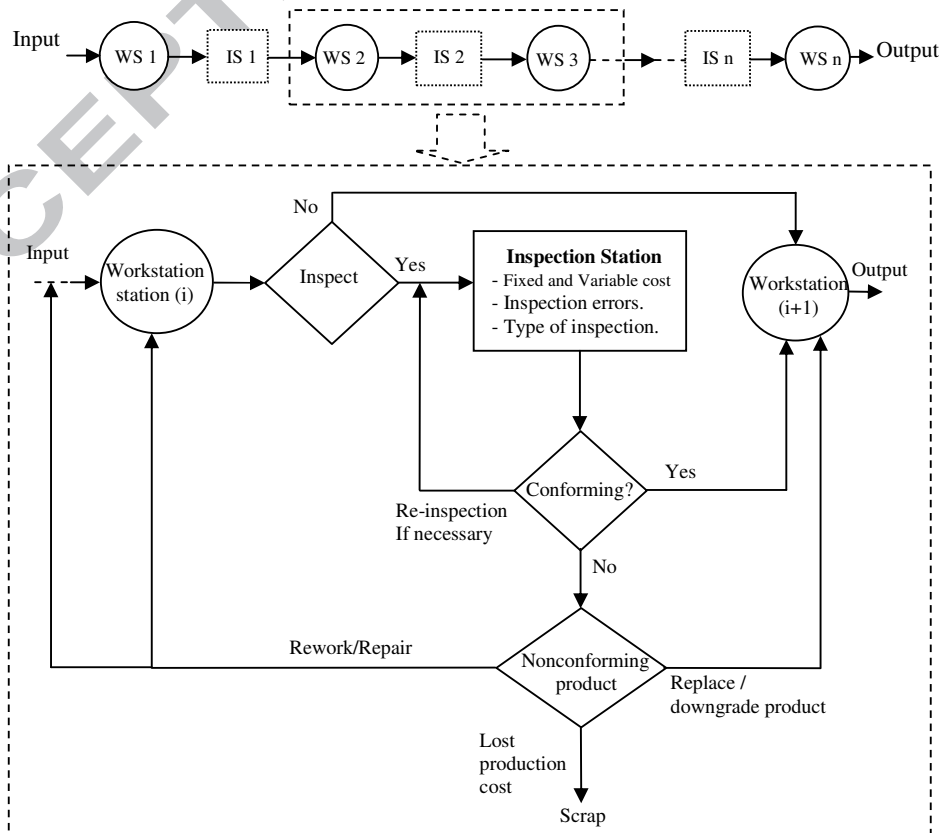 Input
WS 1
IS 1
WS 2
IS 2
WS 3
IS n
WS n
Output
CEPT
No
Input
Workstation
station (i)
Inspect
Yes
Inspection Station
- Fixed and Variable cost
- Inspection errors.
- Type of inspection.
Workstation
(i+1)
Output
Conforming?
Yes
Re-inspection
If necessary
No
Rework/Repair
Nonconforming
product
Replace /
downgrade product
Lost
production
cost
Scrap